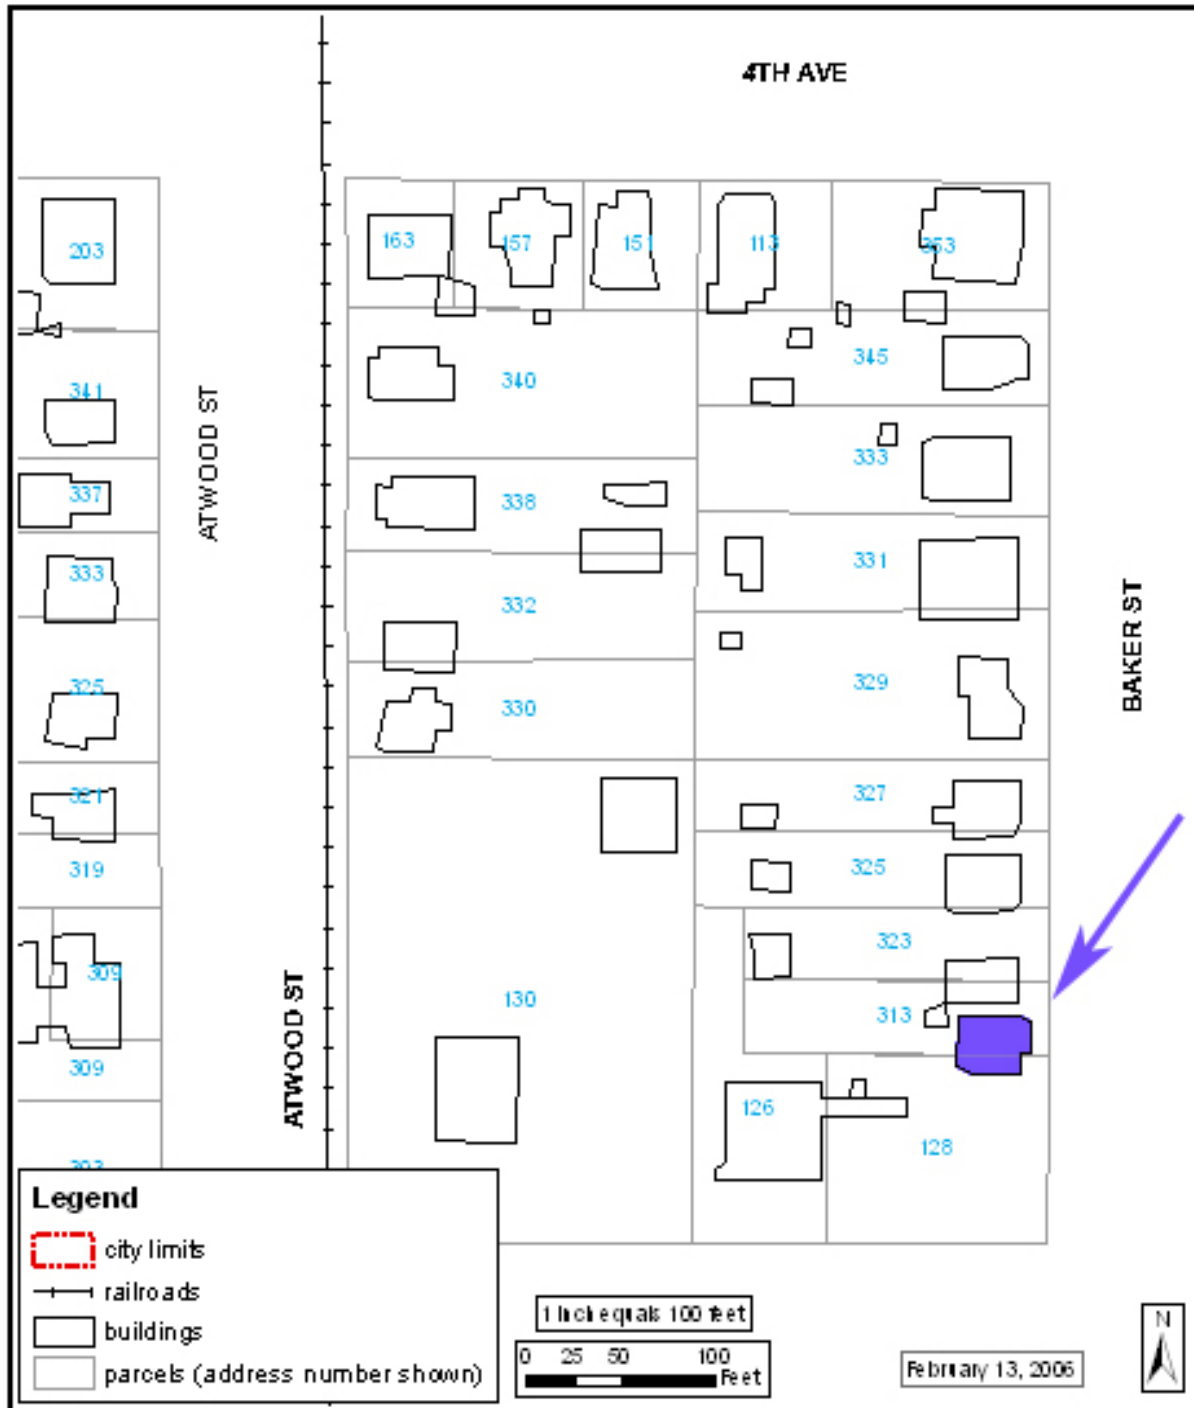 4TH AVE
203
163
157
151
113
353
341
340
345
ATWOOD ST
337
338
333
333
332
331
325
330
329
BAKER ST
321
327
319
325
309
130
323
313
309
ATWOOD ST
126
128
303
Legend
city limits
railroads
buildings
parcels (address number shown)
1 inch equals 100 feet
0 25 50 100
Feet
February 13, 2006
N